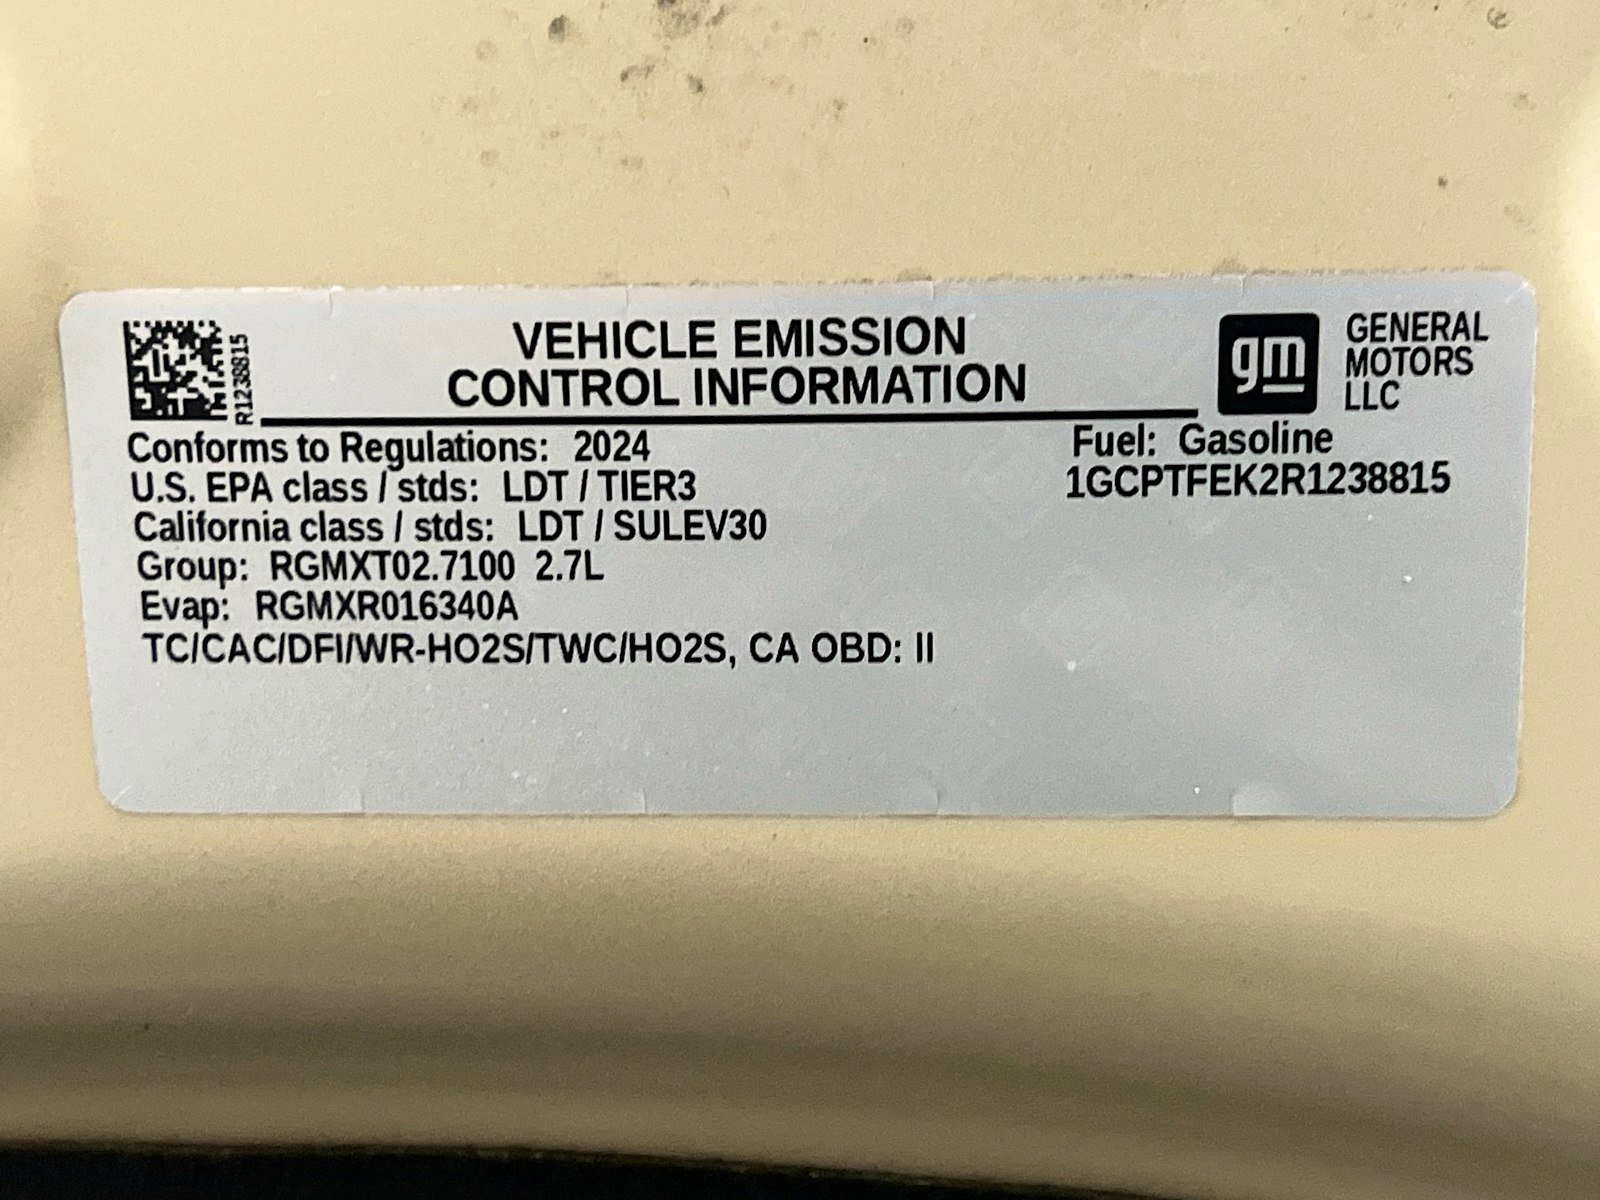 R1238815
VEHICLE EMISSION
CONTROL INFORMATION
gm
GENERAL
MOTORS
LLC
Conforms to Regulations: 2024
U.S. EPA class / stds: LDT / TIER3
California class / stds: LDT / SULEV30
Group: RGMXT02.7100 2.7L
Evap: RGMXR016340A
TC/CAC/DFI/WR-HO2S/TWC/HO2S, CA OBD: II
Fuel: Gasoline
1GCPTFEK2R1238815